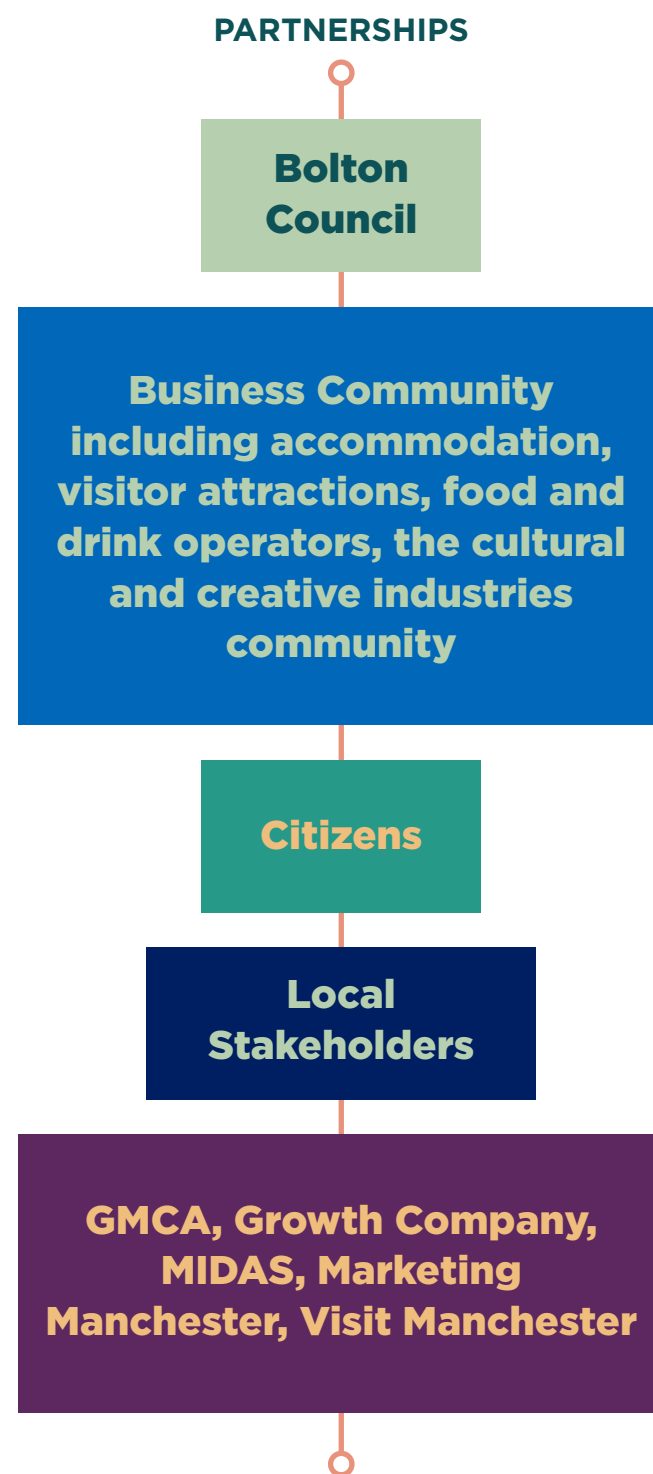 PARTNERSHIPS
Bolton
Council
Business Community
including accommodation,
visitor attractions, food and
drink operators, the cultural
and creative industries
community
Citizens
Local
Stakeholders
GMCA, Growth Company,
MIDAS, Marketing
Manchester, Visit Manchester